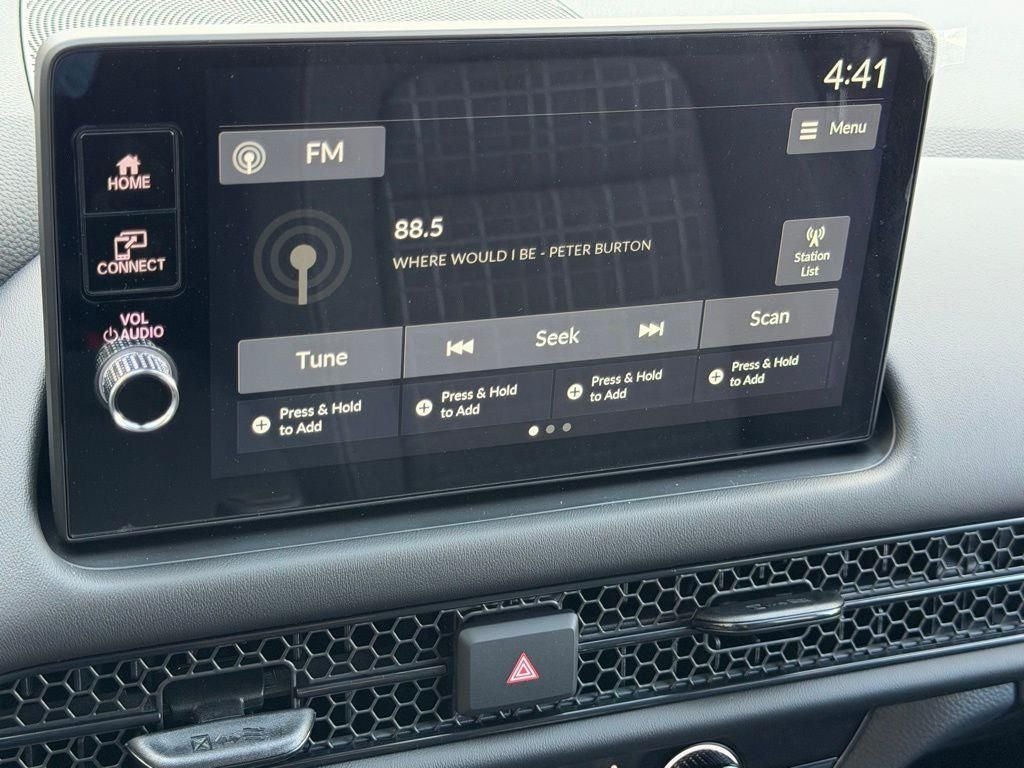 4:41
Menu
FM
HOME
CONNECT
VOL
AUDIO
88.5
WHERE WOULD I BE - PETER BURTON
Station
List
Tune
Seek
Scan
Press & Hold
to Add
Press & Hold
to Add
Press & Hold
to Add
Press & Hold
to Add